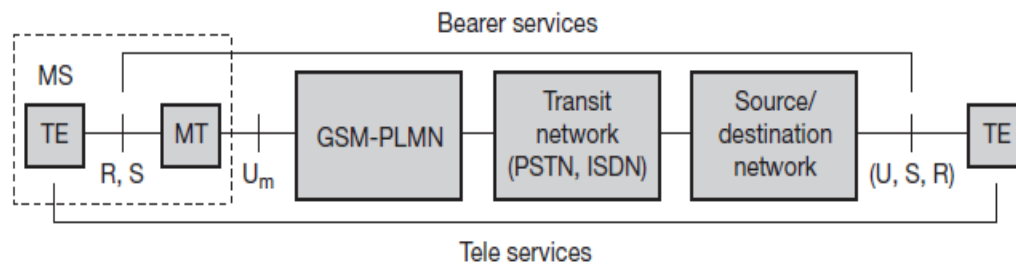 Bearer services
MS
TE
MT
GSM-PLMN
Transit
network
(PSTN, ISDN)
Source/
destination
network
TE
R, S
Um
(U, S, R)
Tele services